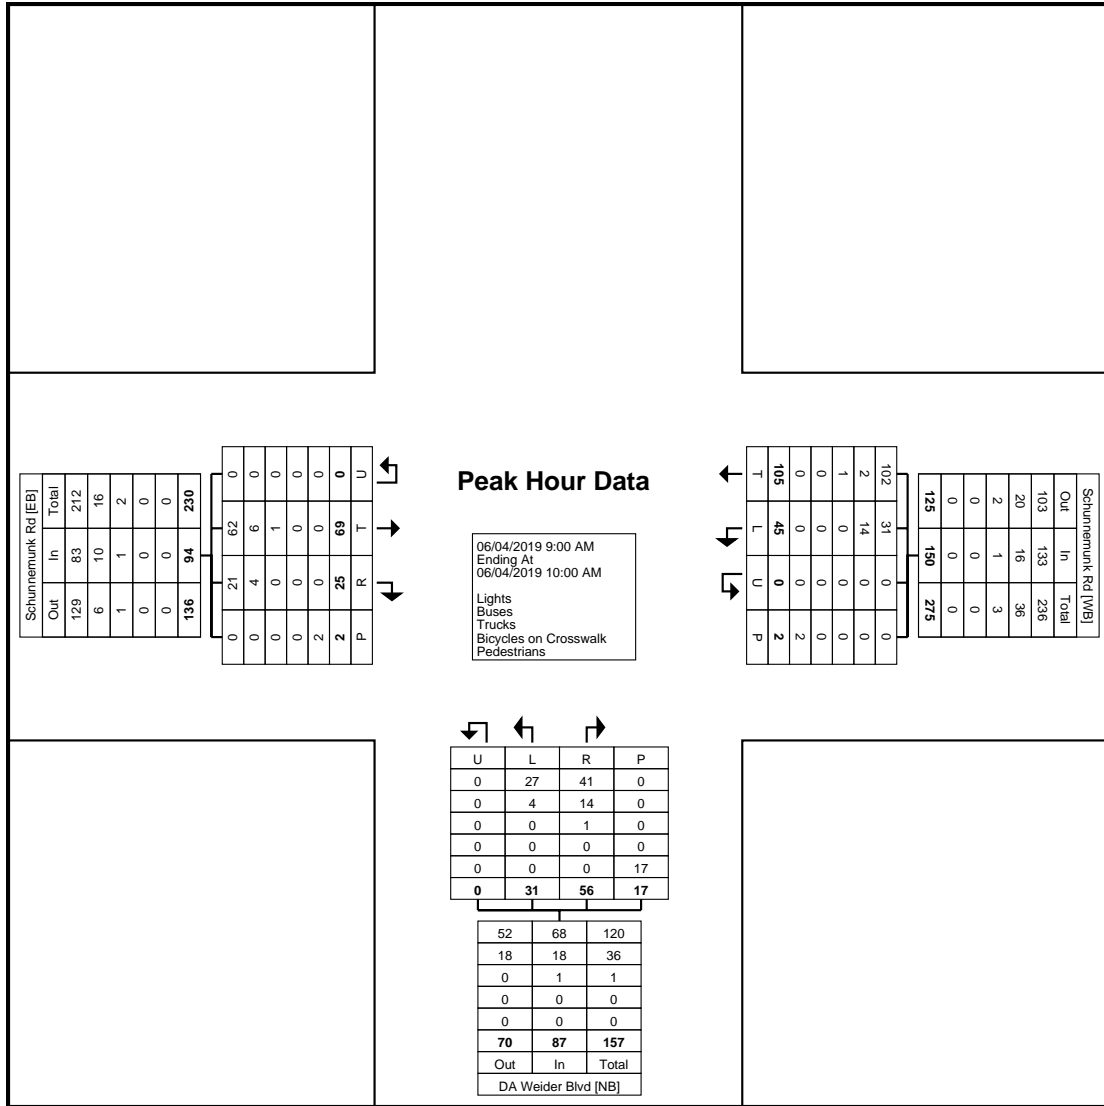 Peak Hour Data
06/04/2019 9:00 AM
Ending At
06/04/2019 10:00 AM
Lights
Buses
Trucks
Bicycles on Crosswalk
Pedestrians
Schunnemunk Rd [EB]
Total In Out
212 83 129
16 10 6
2 1 1
0 0 0
0 0 0
230 94 136
0 62 21 0
0 6 4 0
0 1 0 0
0 0 0 0
0 0 0 2
0 69 25 2
U T R P
Schunnemunk Rd [WB]
Out In Total
103 133 236
20 16 36
2 1 3
0 0 0
0 0 0
125 150 275
102 31 0 0
2 14 0 0
1 0 0 0
0 0 0 0
0 0 0 2
105 45 0 2
T L U P
U L R P
0 27 41 0
0 4 14 0
0 0 1 0
0 0 0 0
0 0 0 17
0 31 56 17
52 68 120
18 18 36
0 1 1
0 0 0
0 0 0
70 87 157
Out In Total
DA Weider Blvd [NB]